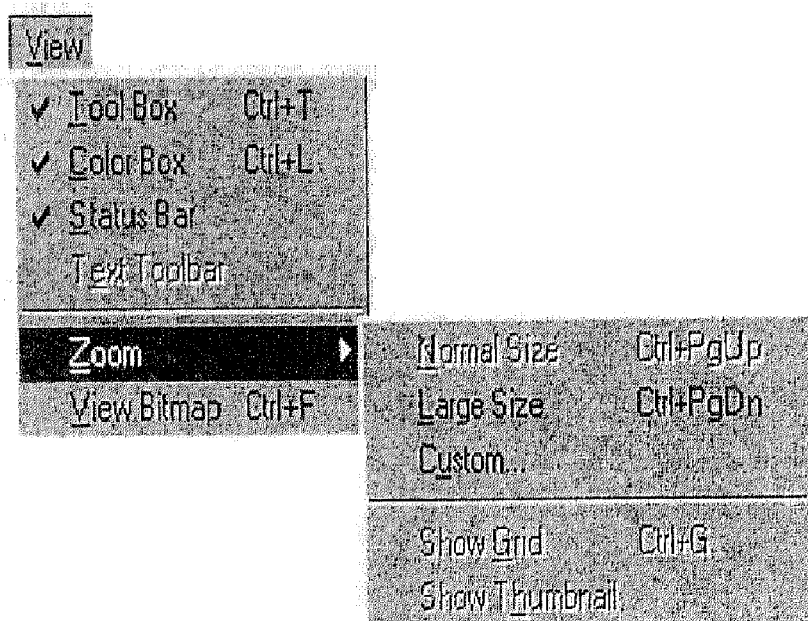 View
Tool Box Ctrl+T
Color Box Ctrl+L
Status Bar
Text Toolbar
Zoom
View Bitmap Ctrl+F
Normal Size Ctrl+PgUp
Large Size Ctrl+PgDn
Custom...
Show Grid Ctrl+G
Show Thumbnail